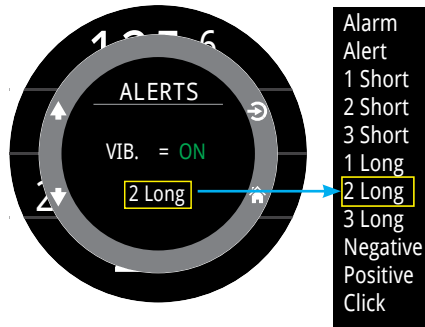 ALERTS
VIB. = ON
2 Long
Alarm
Alert
1 Short
2 Short
3 Short
1 Long
2 Long
3 Long
Negative
Positive
Click